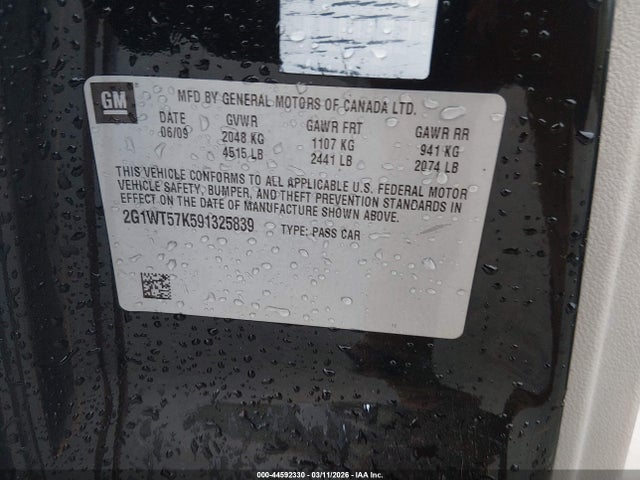 GM
MFD BY GENERAL MOTORS OF CANADA LTD.
DATE GVWR GAWR FRT GAWR RR
06/09 2048 KG 1107 KG 941 KG
4515 LB 2441 LB 2074 LB
THIS VEHICLE CONFORMS TO ALL APPLICABLE U.S. FEDERAL MOTOR
VEHICLE SAFETY, BUMPER, AND THEFT PREVENTION STANDARDS IN
EFFECT ON THE DATE OF MANUFACTURE SHOWN ABOVE.
2G1WT57K591325839 TYPE: PASS CAR
000-44592330 - 03/11/2026 - IAA Inc.